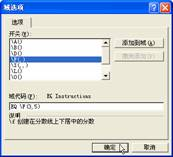 域选项
选项
开关(W):
\A()
\B()
\D()
\F(,)
\I(,,)
\L()
\O()
添加到域(A)
撤消添加(U)
域代码(F): EQ Instructions
EQ \F(3,5)
说明
\f 创建在分数线上下居中的分数
确定
取消